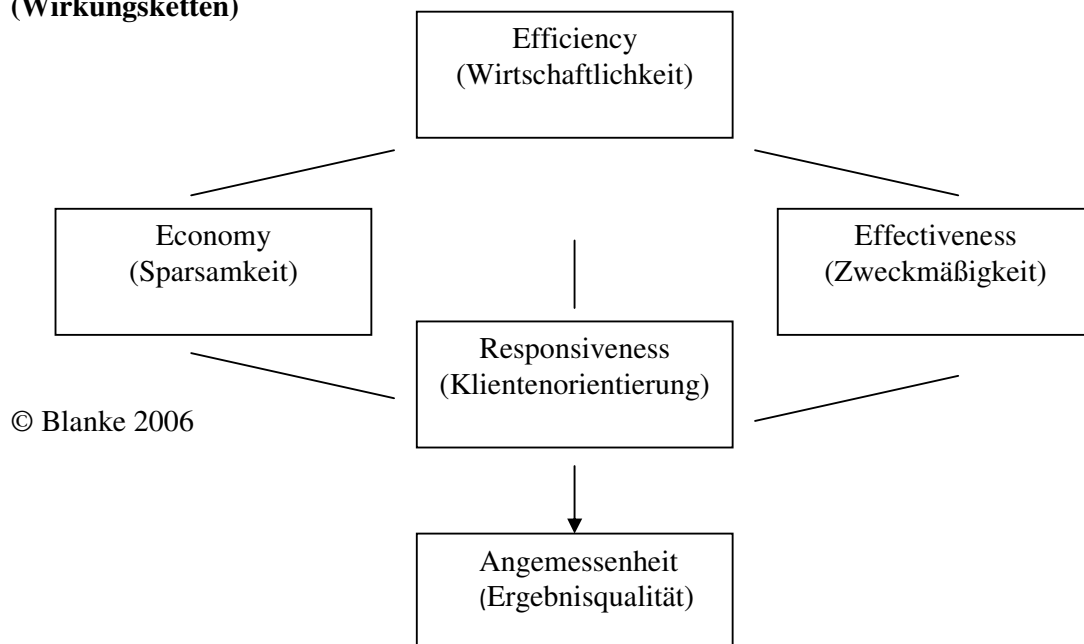 (Wirkungsketten)
Efficiency
(Wirtschaftlichkeit)
Economy
(Sparsamkeit)
Effectiveness
(Zweckmäßigkeit)
Responsiveness
(Klientenorientierung)
© Blanke 2006
Angemessenheit
(Ergebnisqualität)